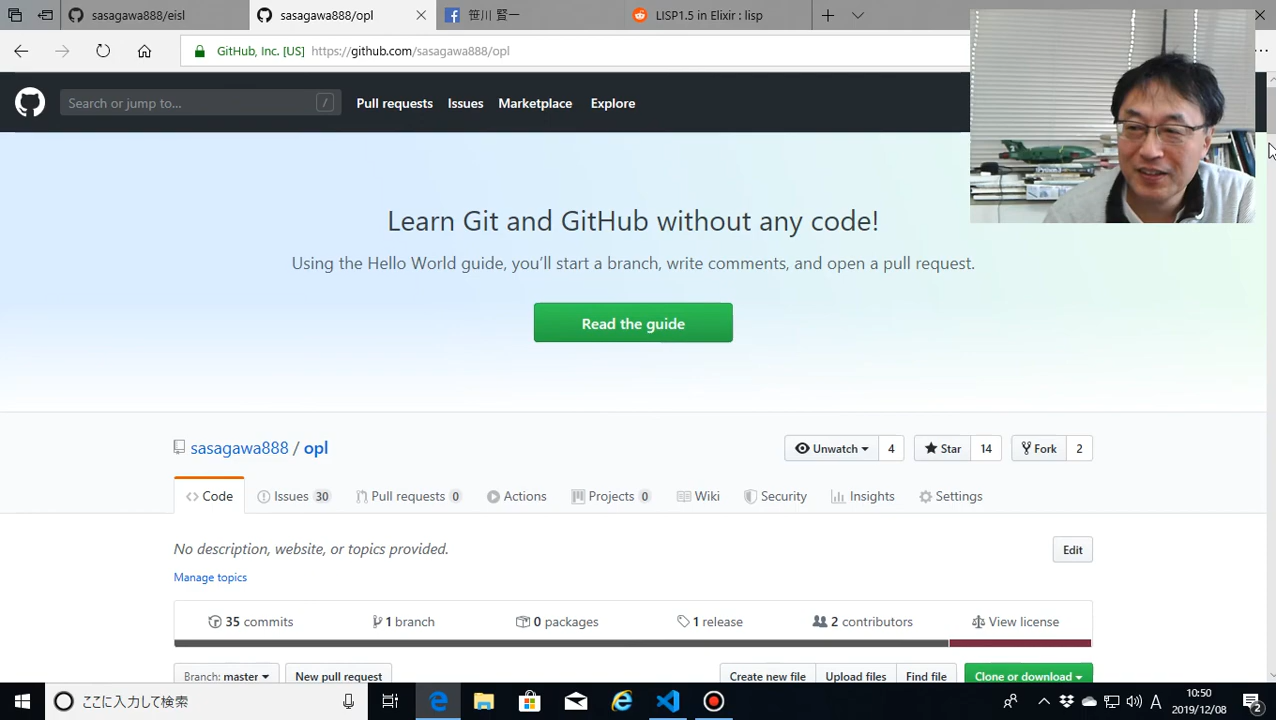 sasagawa888/eisl
sasagawa888/opl
笹川 賢一
LISP1.5 in Elixir : lisp
GitHub, Inc. [US] https://github.com/sasagawa888/opl
Search or jump to... /
Pull requests Issues Marketplace Explore
Learn Git and GitHub without any code!
Using the Hello World guide, you’ll start a branch, write comments, and open a pull request.
Read the guide
sasagawa888 / opl
Unwatch 4 Star 14 Fork 2
Code Issues 30 Pull requests 0 Actions Projects 0 Wiki Security Insights Settings
No description, website, or topics provided. Edit
Manage topics
35 commits 1 branch 0 packages 1 release 2 contributors View license
Branch: master New pull request Create new file Upload files Find file Clone or download
ここに入力して検索
A
10:50
2019/12/08
2